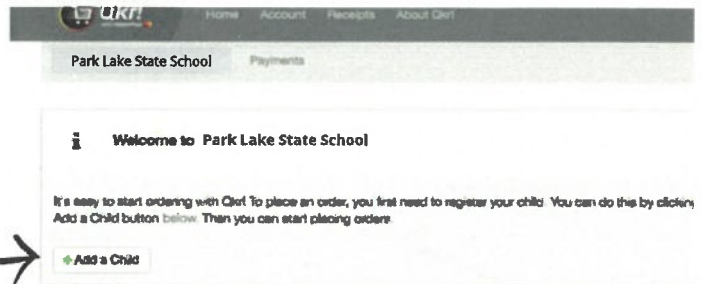 Qkr!
Home Account Receipts About Qkr!
Park Lake State School Payments
i Welcome to Park Lake State School
It's easy to start ordering with Qkr! To place an order, you first need to register your child. You can do this by clicking
Add a Child button below. Then you can start placing orders.
+Add a Child